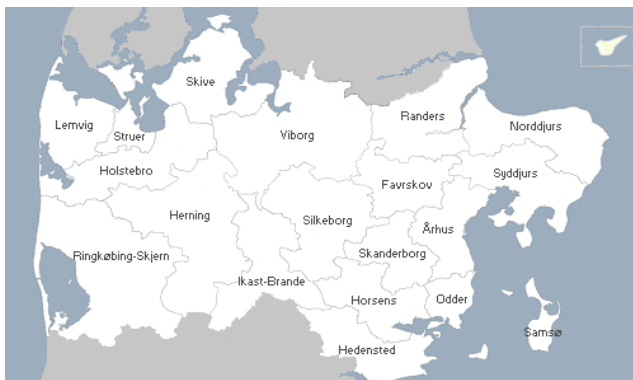 Skive
Lemvig
Struer
Viborg
Randers
Norddjurs
Holstebro
Favrskov
Syddjurs
Herning
Silkeborg
Århus
Ringkøbing-Skjern
Skanderborg
Ikast-Brande
Horsens
Odder
Samsø
Hedensted